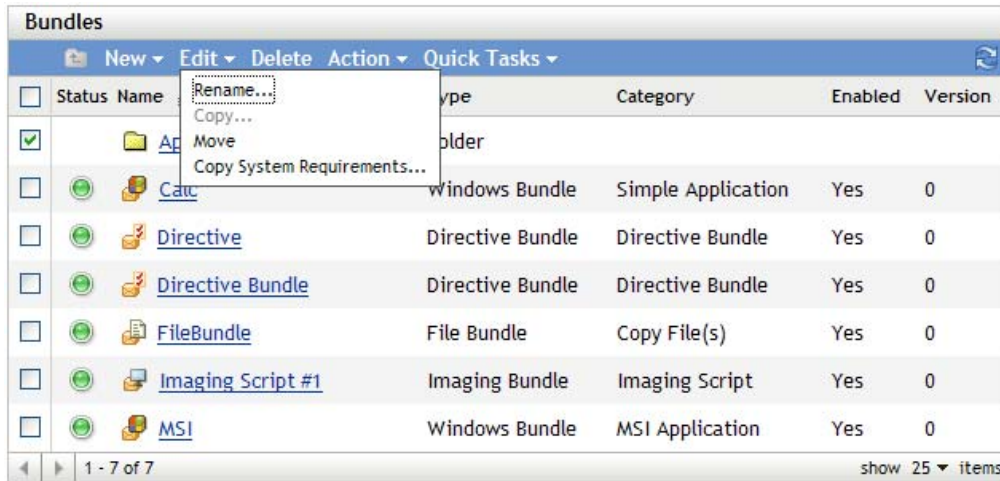 Bundles
New Edit Delete Action Quick Tasks
Rename...
Copy...
Move
Copy System Requirements...
Status Name Category Enabled Version
Calc Windows Bundle Simple Application Yes 0
Directive Directive Bundle Directive Bundle Yes 0
Directive Bundle Directive Bundle Directive Bundle Yes 0
FileBundle File Bundle Copy File(s) Yes 0
Imaging Script #1 Imaging Bundle Imaging Script Yes 0
MSI Windows Bundle MSI Application Yes 0
1 - 7 of 7 show 25 items